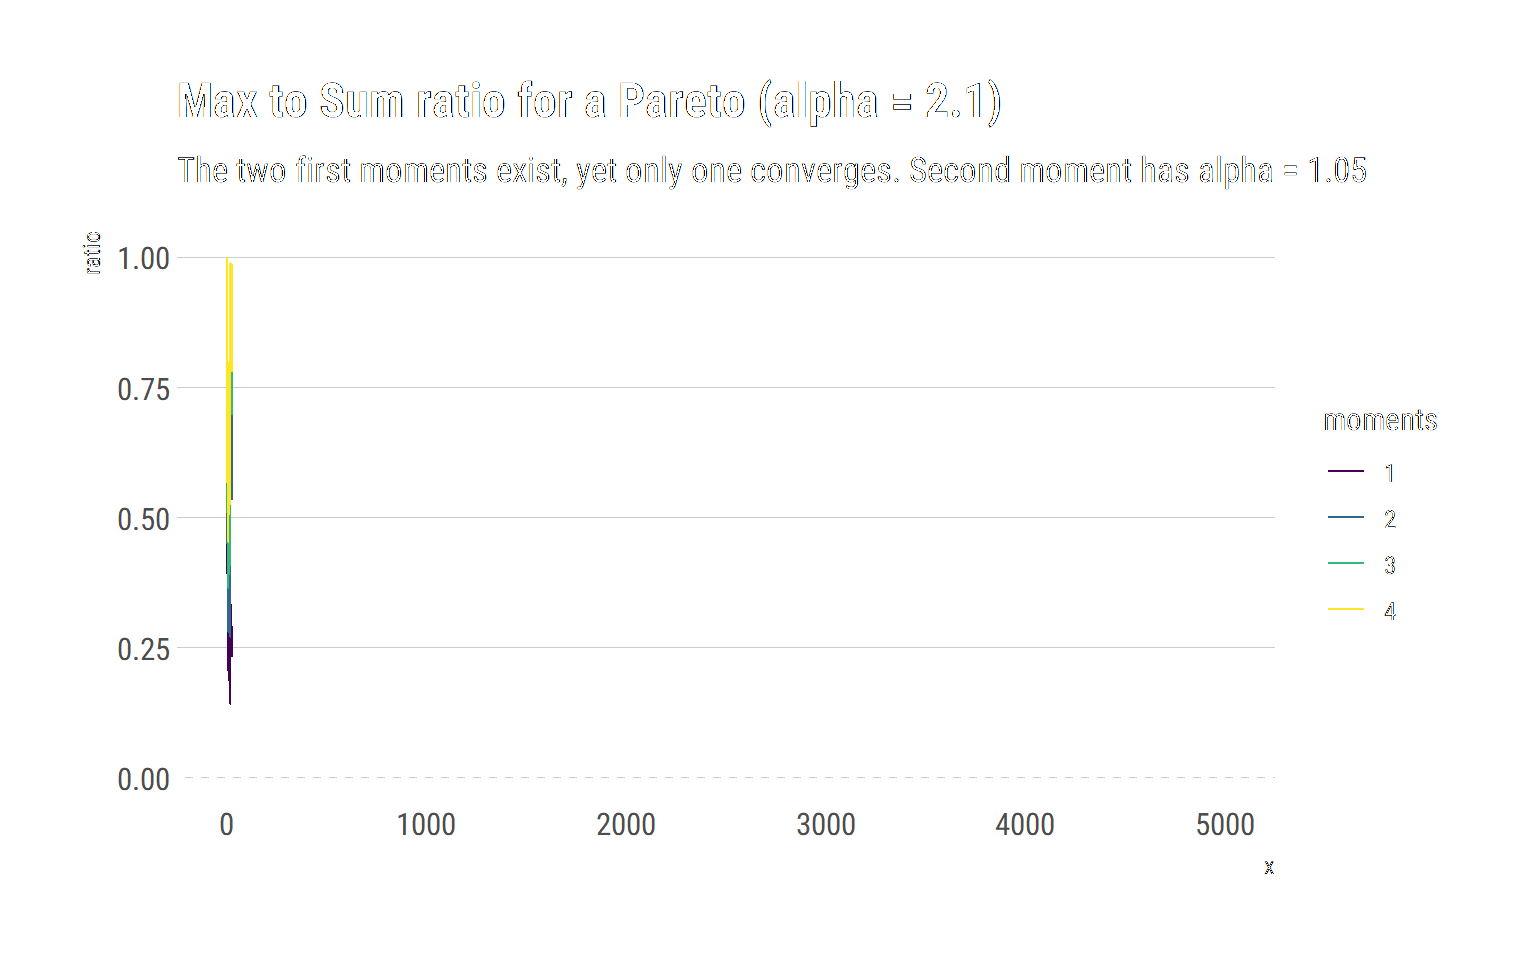 Max to Sum ratio for a Pareto (alpha = 2.1)
The two first moments exist, yet only one converges. Second moment has alpha = 1.05
ratio
1.00
0.75
0.50
0.25
0.00
0 1000 2000 3000 4000 5000
x
moments
1
2
3
4